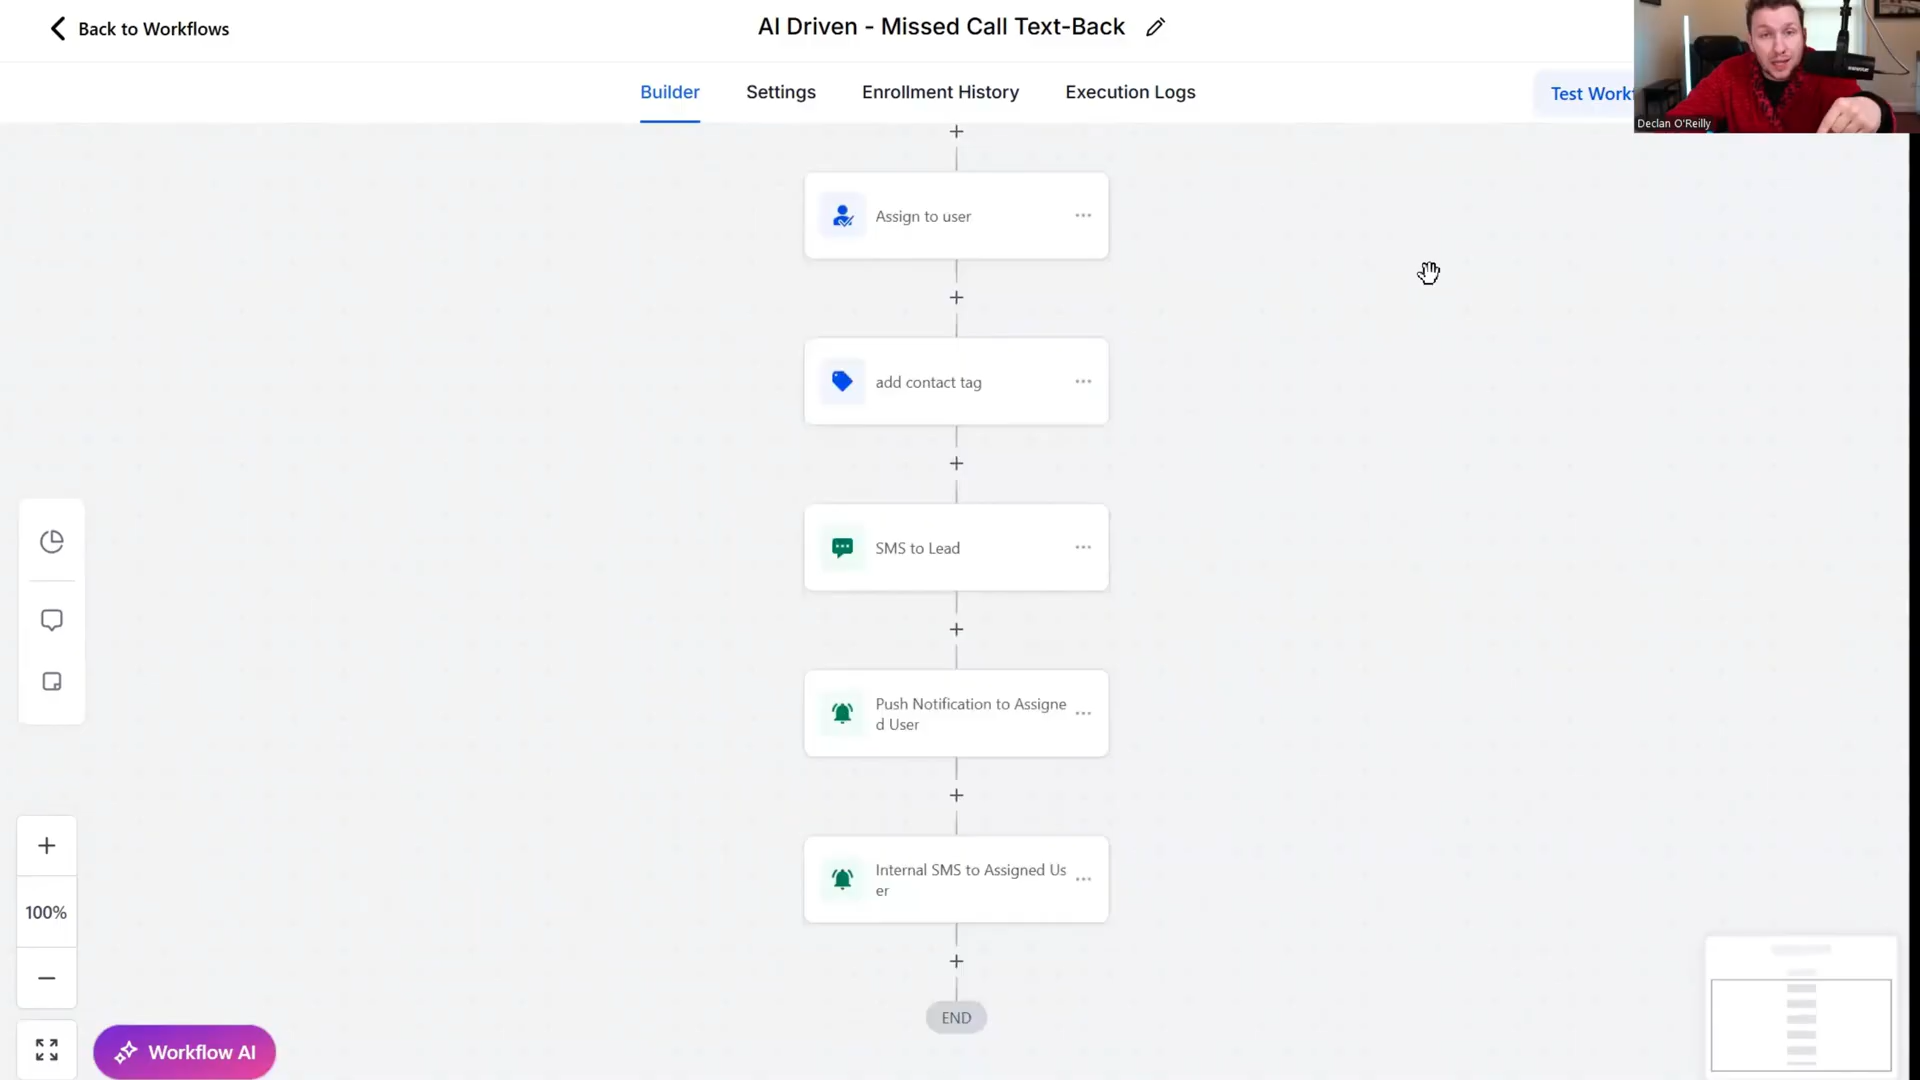 Back to Workflows
AI Driven - Missed Call Text-Back
Builder
Settings
Enrollment History
Execution Logs
Test Workf
Declan O'Reilly
Assign to user
add contact tag
SMS to Lead
Push Notification to Assigne
d User
Internal SMS to Assigned Us
er
END
100%
Workflow AI